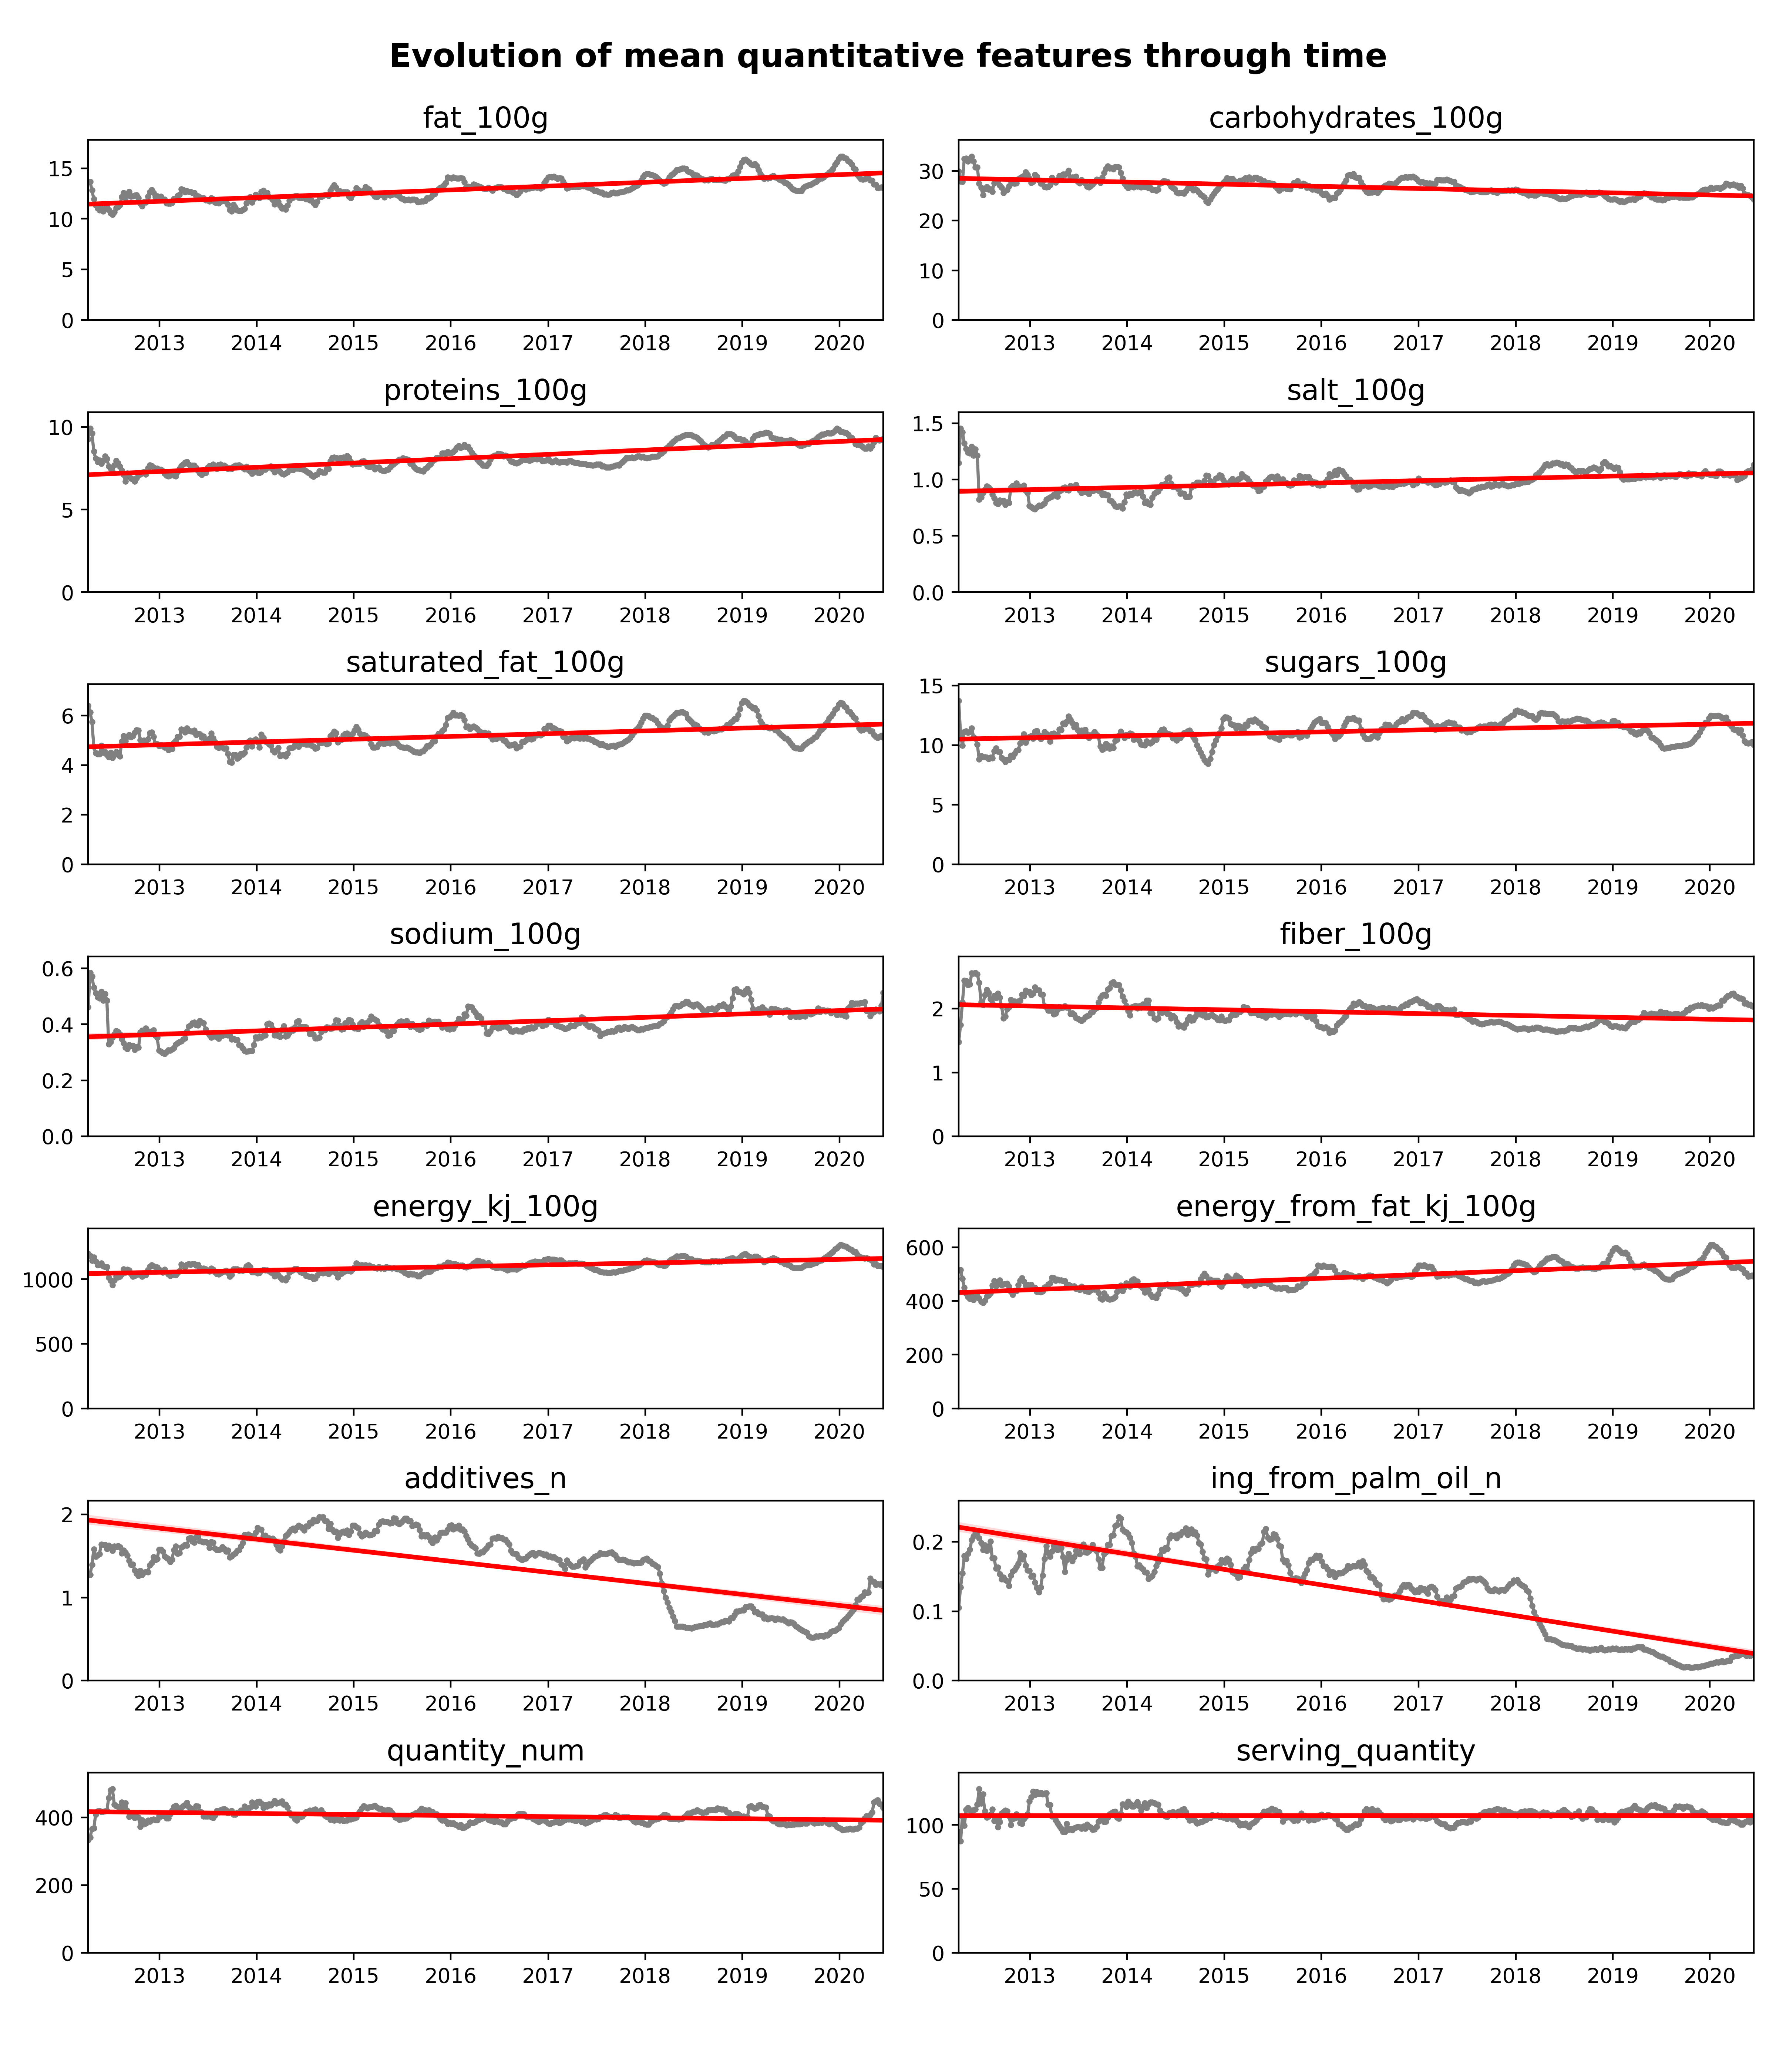 Evolution of mean quantitative features through time
fat_100g
carbohydrates_100g
15
10
5
0
2013 2014 2015 2016 2017 2018 2019 2020
30
20
10
0
2013 2014 2015 2016 2017 2018 2019 2020
proteins_100g
salt_100g
10
5
0
2013 2014 2015 2016 2017 2018 2019 2020
1.5
1.0
0.5
0.0
2013 2014 2015 2016 2017 2018 2019 2020
saturated_fat_100g
sugars_100g
6
4
2
0
2013 2014 2015 2016 2017 2018 2019 2020
15
10
5
0
2013 2014 2015 2016 2017 2018 2019 2020
sodium_100g
fiber_100g
0.6
0.4
0.2
0.0
2013 2014 2015 2016 2017 2018 2019 2020
2
1
0
2013 2014 2015 2016 2017 2018 2019 2020
energy_kj_100g
energy_from_fat_kj_100g
1000
500
0
2013 2014 2015 2016 2017 2018 2019 2020
600
400
200
0
2013 2014 2015 2016 2017 2018 2019 2020
additives_n
ing_from_palm_oil_n
2
1
0
2013 2014 2015 2016 2017 2018 2019 2020
0.2
0.1
0.0
2013 2014 2015 2016 2017 2018 2019 2020
quantity_num
serving_quantity
400
200
0
2013 2014 2015 2016 2017 2018 2019 2020
100
50
0
2013 2014 2015 2016 2017 2018 2019 2020